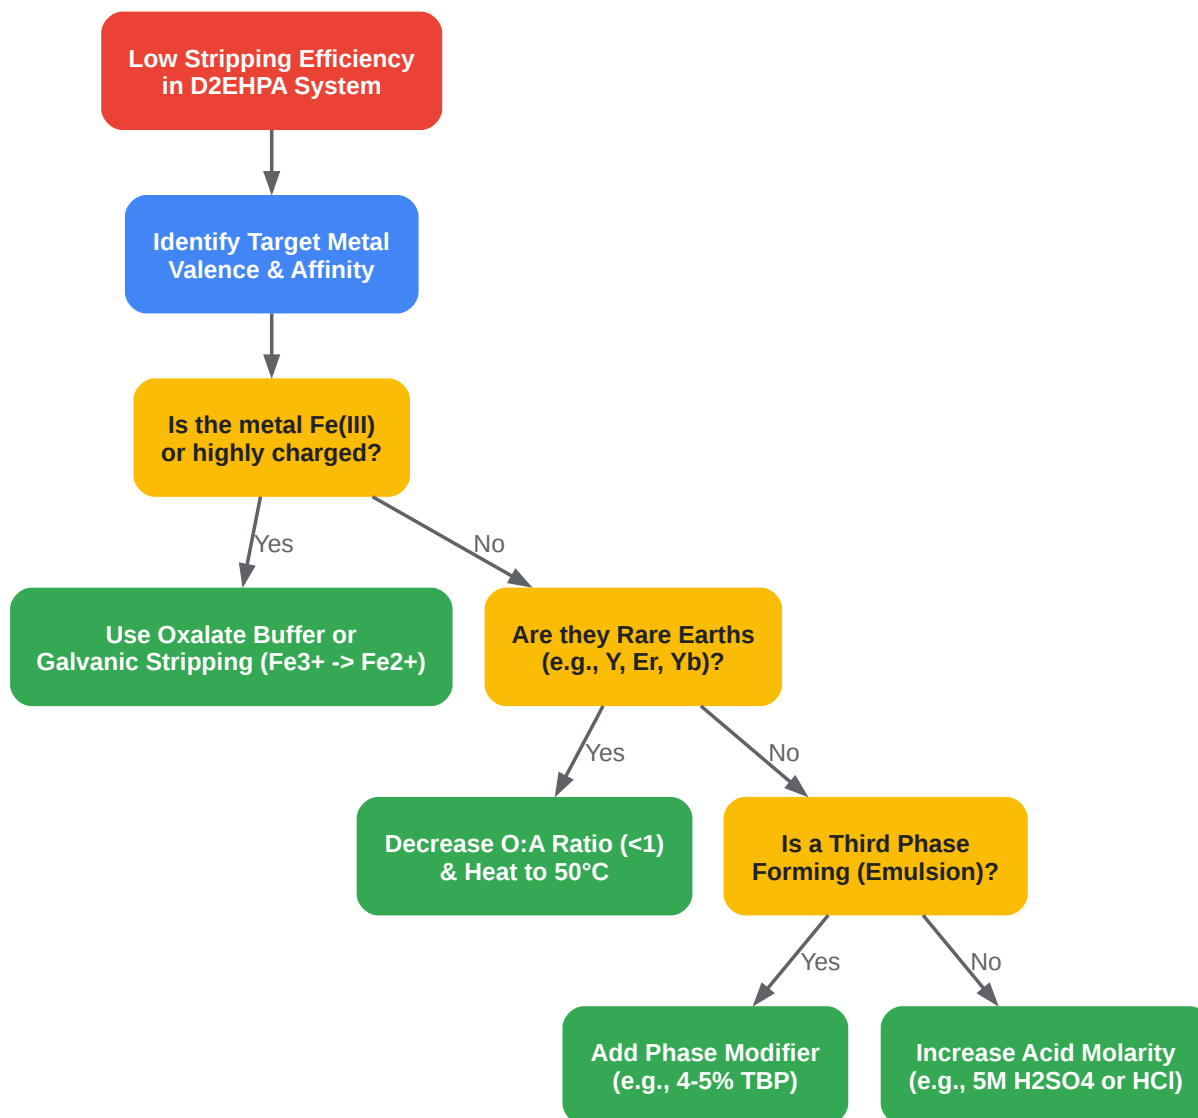 Low Stripping Efficiency
in D2EHPA System
Identify Target Metal
Valence & Affinity
Is the metal Fe(III)
or highly charged?
Yes
No
Use Oxalate Buffer or
Galvanic Stripping (Fe3+ -> Fe2+)
Are they Rare Earths
(e.g., Y, Er, Yb)?
Yes
No
Decrease O:A Ratio (<1)
& Heat to 50°C
Is a Third Phase
Forming (Emulsion)?
Yes
No
Add Phase Modifier
(e.g., 4-5% TBP)
Increase Acid Molarity
(e.g., 5M H2SO4 or HCl)